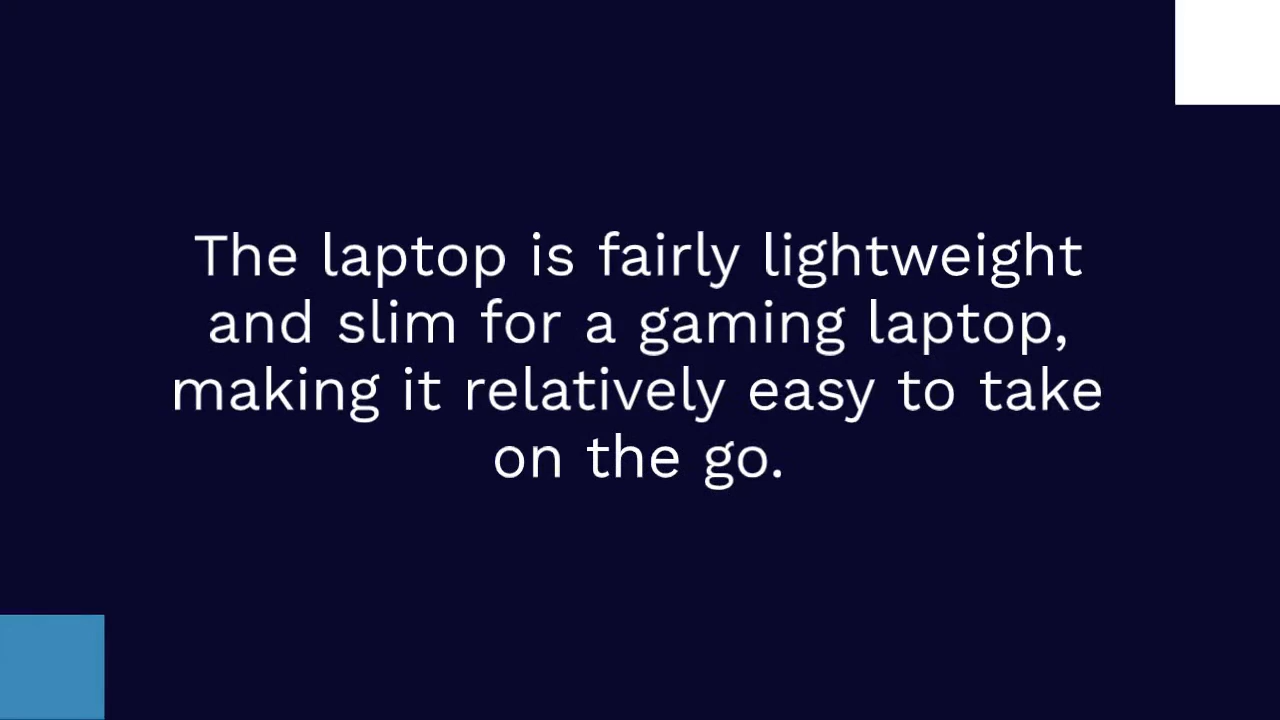 The laptop is fairly lightweight
and slim for a gaming laptop,
making it relatively easy to take
on the go.